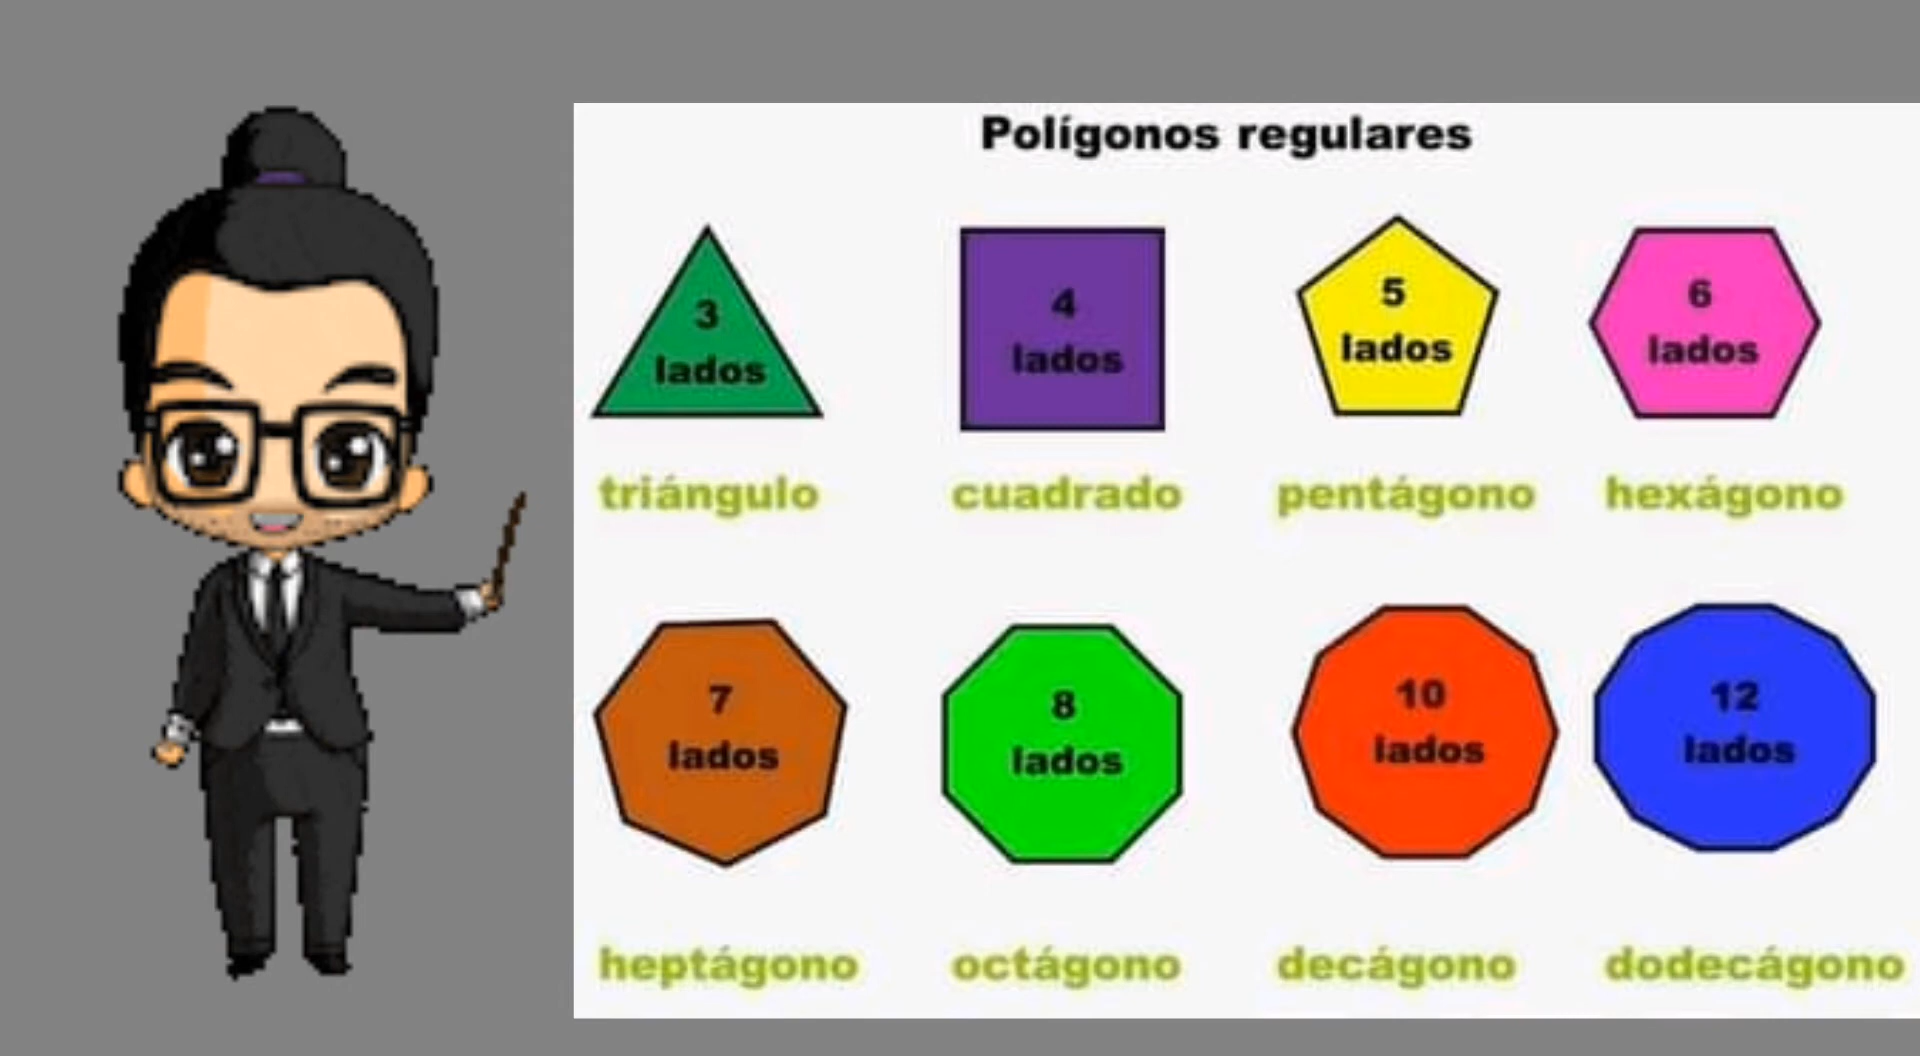 Polígonos regulares
3
lados
4
lados
5
lados
6
lados
triángulo
cuadrado
pentágono
hexágono
7
lados
8
lados
10
lados
12
lados
heptágono
octágono
decágono
dodecágono